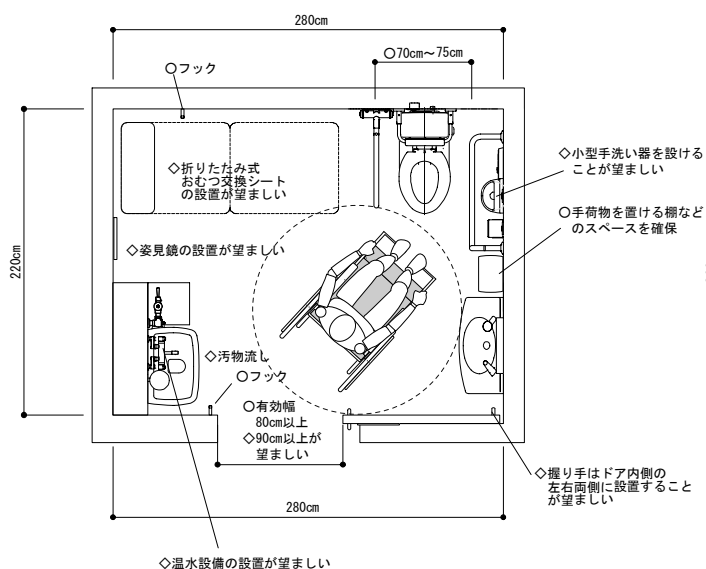 280cm
○70cm～75cm
○フック
◇小型手洗い器を設ける
ことが望ましい
◇折りたたみ式
おむつ交換シート
の設置が望ましい
○手荷物を置ける棚など
のスペースを確保
◇姿見鏡の設置が望ましい
220cm
◇汚物流し
○フック
○有効幅
80cm以上
◇90cm以上が
望ましい
◇握り手はドア内側の
左右両側に設置すること
が望ましい
280cm
◇温水設備の設置が望ましい